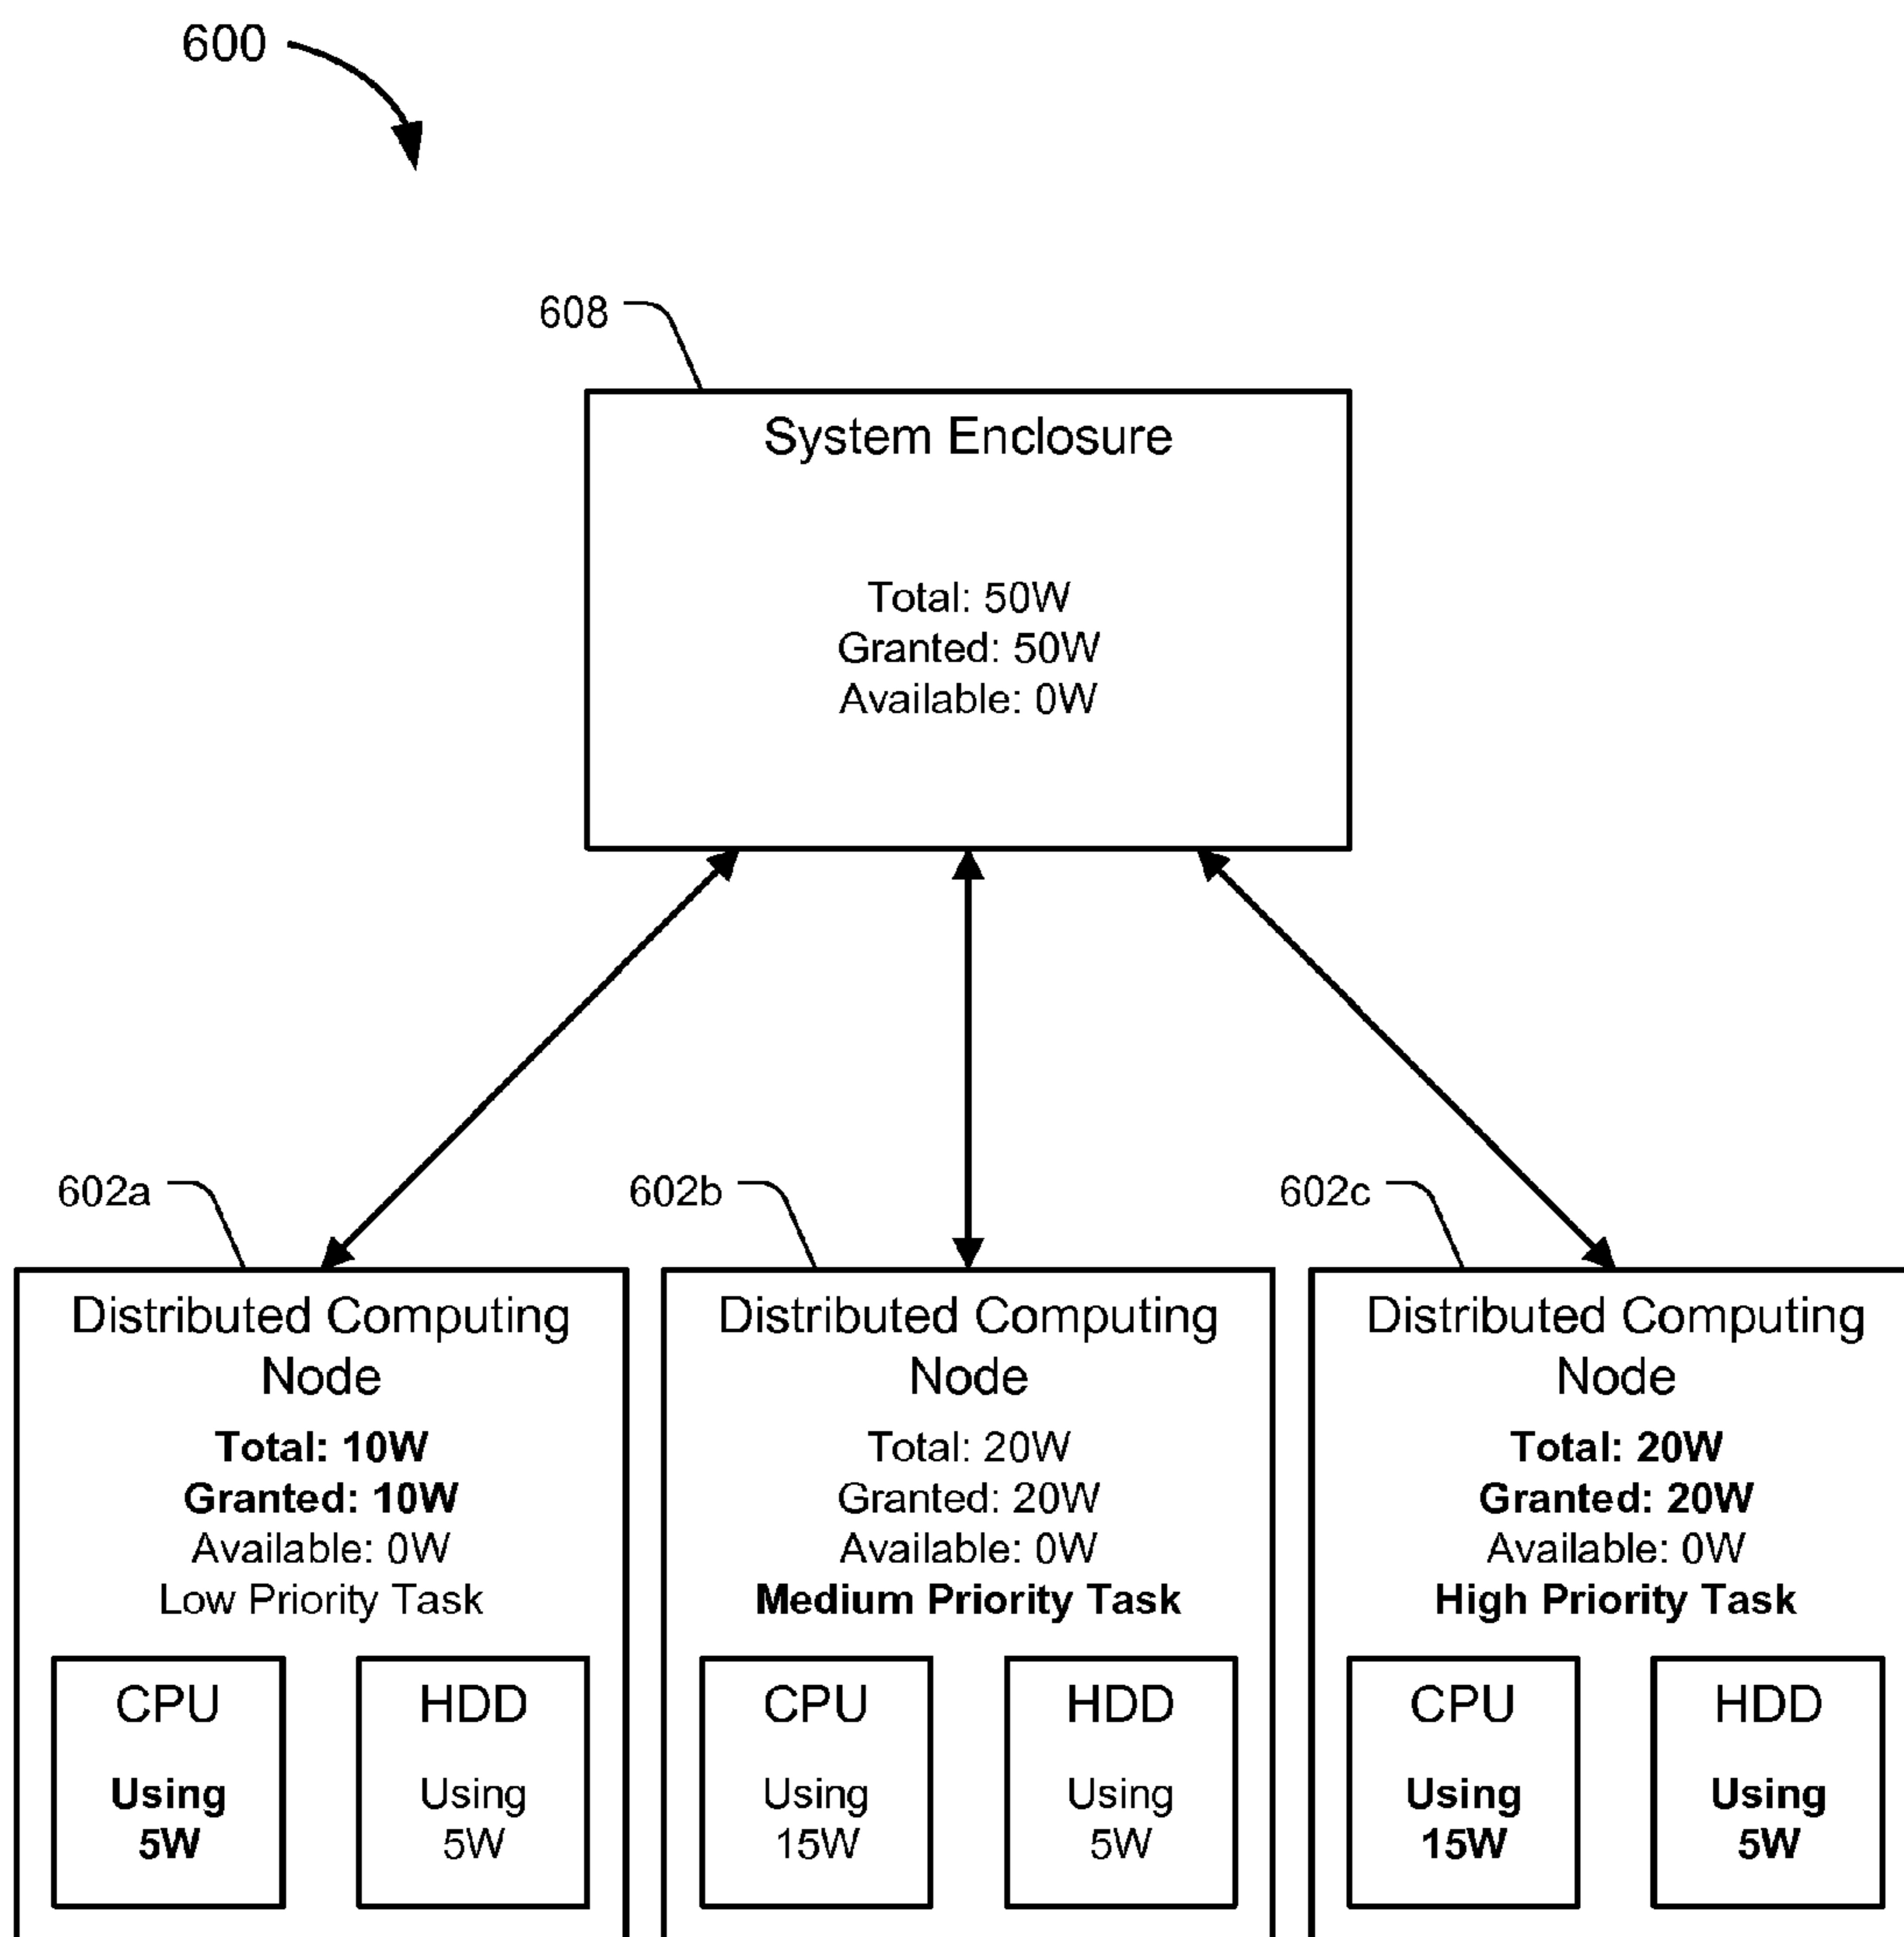 600
608
System Enclosure
Total: 50W
Granted: 50W
Available: 0W
602a
602b
602c
Distributed Computing
Node
Total: 10W
Granted: 10W
Available: 0W
Low Priority Task
CPU
Using
5W
HDD
Using
5W
Distributed Computing
Node
Total: 20W
Granted: 20W
Available: 0W
Medium Priority Task
CPU
Using
15W
HDD
Using
5W
Distributed Computing
Node
Total: 20W
Granted: 20W
Available: 0W
High Priority Task
CPU
Using
15W
HDD
Using
5W